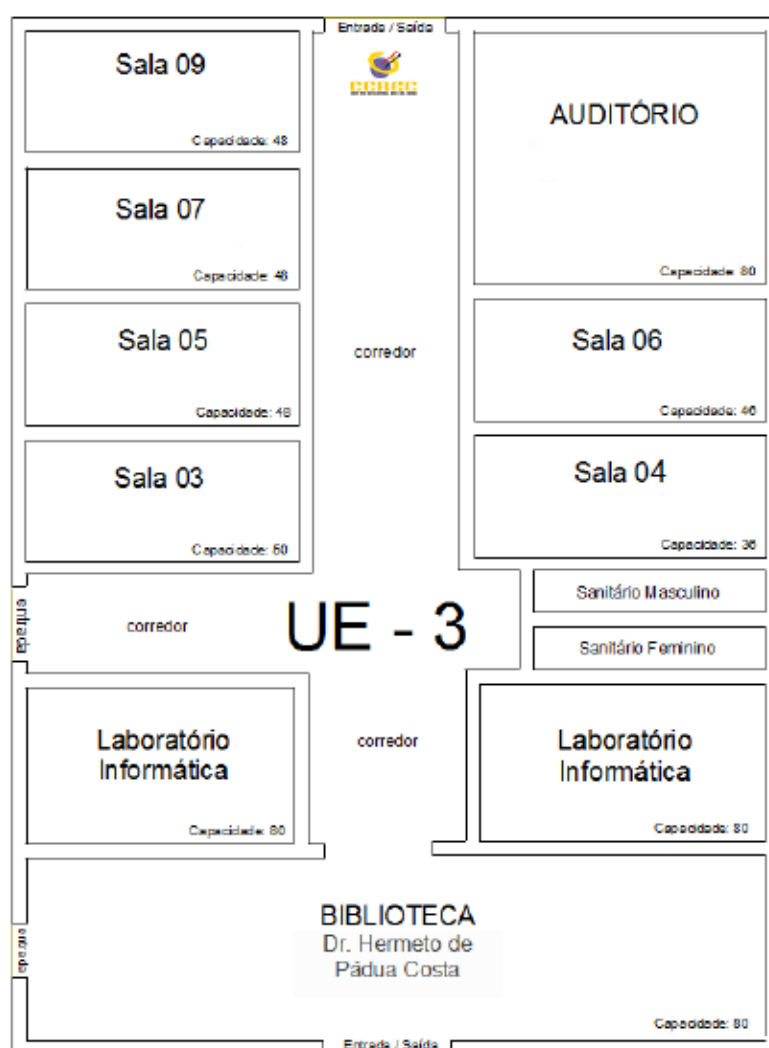 Entrada / Saída
CCAGG
Sala 09
Capacidade: 48
AUDITÓRIO
Capacidade: 80
Sala 07
Capacidade: 48
Sala 05
Capacidade: 48
corredor
Sala 06
Capacidade: 46
Sala 03
Capacidade: 50
Sala 04
Capacidade: 36
entrada
corredor
UE - 3
Sanitário Masculino
Sanitário Feminino
Laboratório
Informática
Capacidade: 80
corredor
Laboratório
Informática
Capacidade: 80
entrada
BIBLIOTECA
Dr. Hermeto de
Pádua Costa
Capacidade: 80
Entrada / Saída